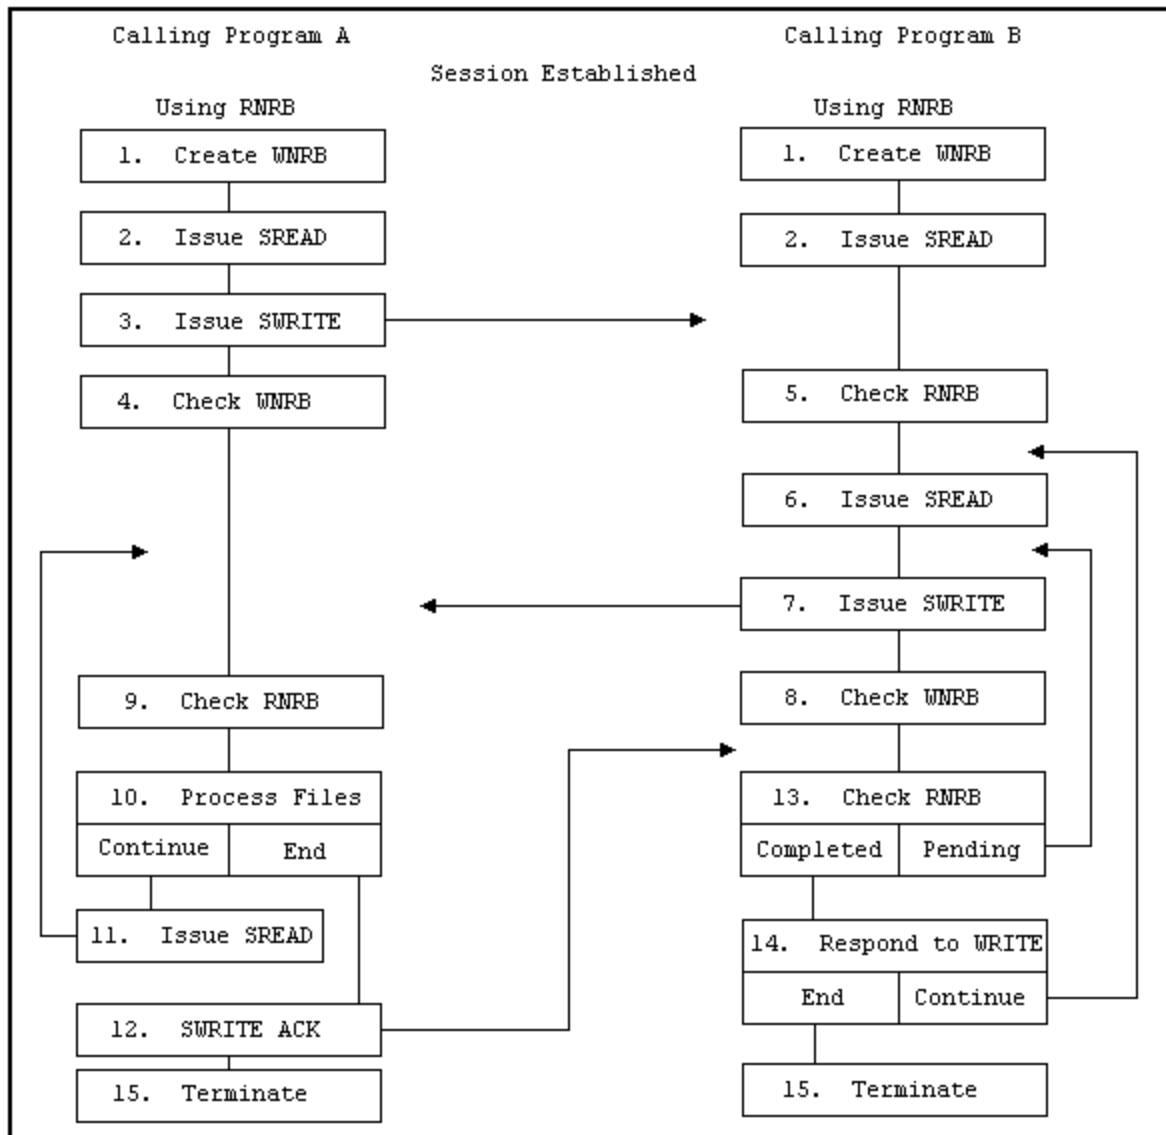 Calling Program A
Calling Program B
Session Established
Using RNRB
Using RNRB
1. Create WNRB
1. Create WNRB
2. Issue SREAD
2. Issue SREAD
3. Issue SWRITE
4. Check WNRB
5. Check RNRB
6. Issue SREAD
7. Issue SWRITE
8. Check WNRB
9. Check RNRB
10. Process Files
Continue
End
11. Issue SREAD
12. SWRITE ACK
13. Check RNRB
Completed
Pending
14. Respond to WRITE
End
Continue
15. Terminate
15. Terminate